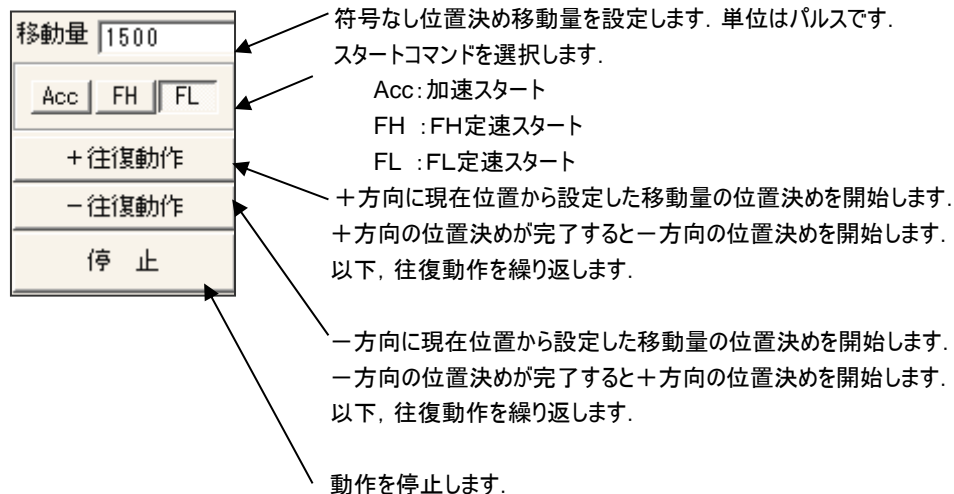 移動量 1500
Acc FH FL
+往復動作
-往復動作
停 止
符号なし位置決め移動量を設定します. 単位はパルスです.
スタートコマンドを選択します.
Acc:加速スタート
FH :FH定速スタート
FL :FL定速スタート
+方向に現在位置から設定した移動量の位置決めを開始します.
+方向の位置決めが完了すると-方向の位置決めを開始します.
以下, 往復動作を繰り返します.
-方向に現在位置から設定した移動量の位置決めを開始します.
-方向の位置決めが完了すると+方向の位置決めを開始します.
以下, 往復動作を繰り返します.
動作を停止します.